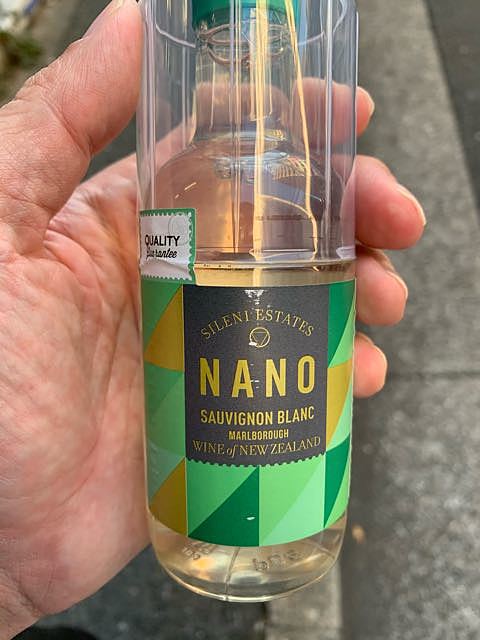 QUALITY
Guarantee
SILENI ESTATES
NANO
SAUVIGNON BLANC
MARLBOROUGH
WINE of NEW ZEALAND